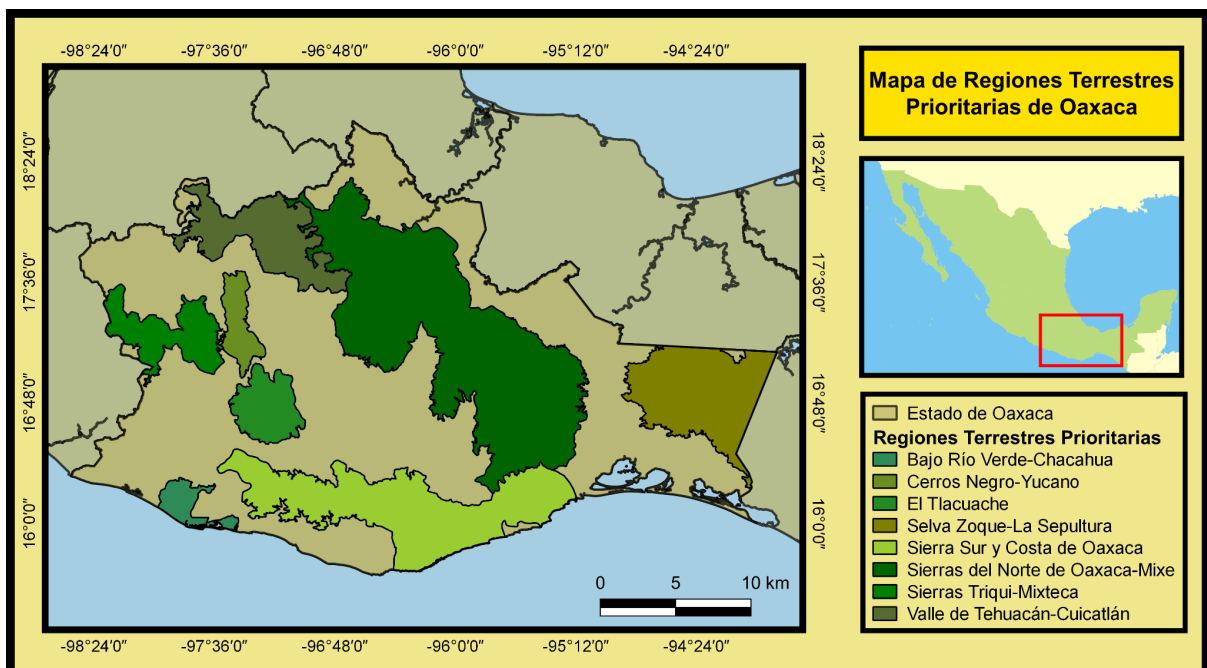 -98°24′0″ -97°36′0″ -96°48′0″ -96°0′0″ -95°12′0″ -94°24′0″
18°24′0″
17°36′0″
16°48′0″
16°0′0″
18°24′0″
17°36′0″
16°48′0″
16°0′0″
0 5 10 km
-98°24′0″ -97°36′0″ -96°48′0″ -96°0′0″ -95°12′0″ -94°24′0″
Mapa de Regiones Terrestres
Prioritarias de Oaxaca
Estado de Oaxaca
Regiones Terrestres Prioritarias
Bajo Río Verde-Chacahua
Cerros Negro-Yucano
El Tlacuache
Selva Zoque-La Sepultura
Sierra Sur y Costa de Oaxaca
Sierras del Norte de Oaxaca-Mixe
Sierras Triqui-Mixteca
Valle de Tehuacán-Cuicatlán